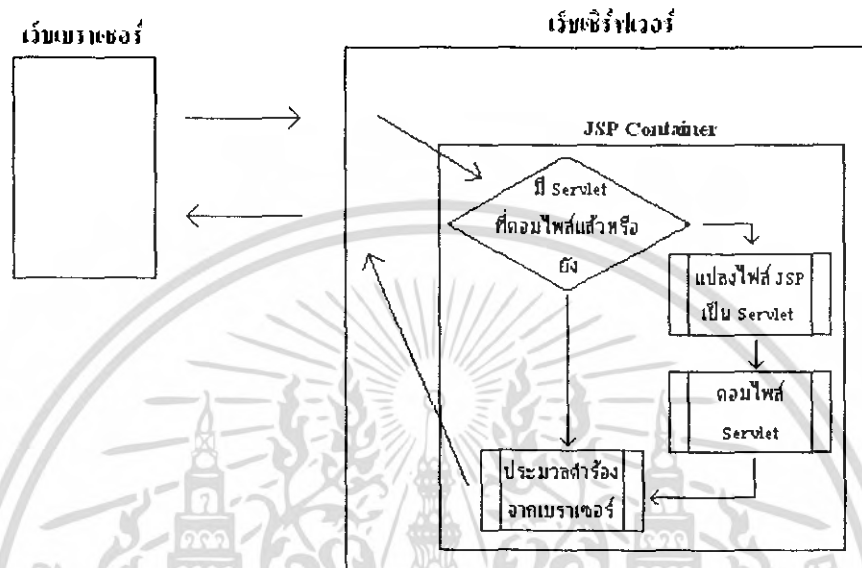 เว็บเบราเซอร์
เว็บเซิร์ฟเวอร์
JSP Container
มี Servlet
ที่คอมไพล์แล้วหรือ
ยัง
แปลงไฟล์ JSP
เป็น Servlet
คอมไพล์
Servlet
ประมวลคำร้อง
จากเบราเซอร์